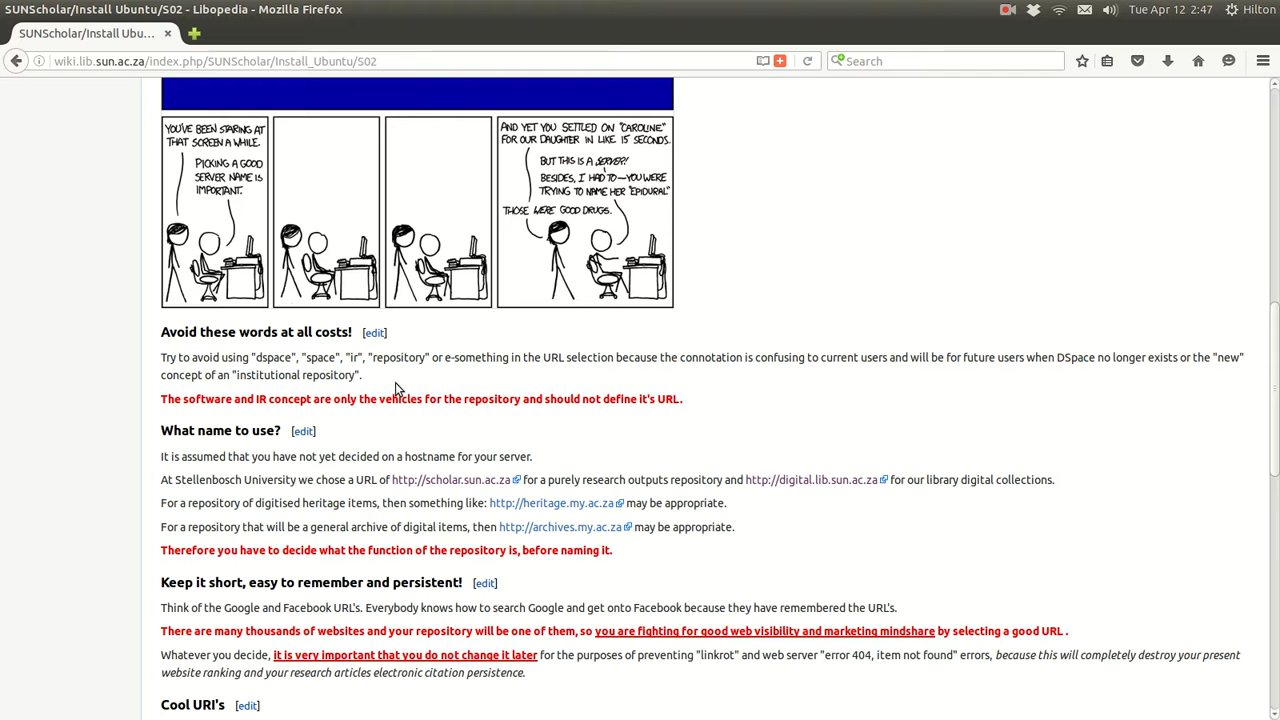 SUNScholar/Install Ubuntu/S02 - Libopedia - Mozilla Firefox
Tue Apr 12 2:47 Hilton
SUNScholar/Install Ubu...
wiki.lib.sun.ac.za/index.php/SUNScholar/Install_Ubuntu/S02
Search
YOU'VE BEEN STARING AT
THAT SCREEN A WHILE.
PICKING A GOOD
SERVER NAME IS
IMPORTANT.
AND YET YOU SETTLED ON "CAROLINE"
FOR OUR DAUGHTER IN LIKE 15 SECONDS.
BUT THIS IS A SERVER!
BESIDES, I HAD TO—YOU WERE
TRYING TO NAME HER "EPIDURAL"
THOSE WERE GOOD DRUGS.
Avoid these words at all costs! [edit]
Try to avoid using "dspace", "space", "ir", "repository" or e-something in the URL selection because the connotation is confusing to current users and will be for future users when DSpace no longer exists or the "new"
concept of an "institutional repository".
The software and IR concept are only the vehicles for the repository and should not define it's URL.
What name to use? [edit]
It is assumed that you have not yet decided on a hostname for your server.
At Stellenbosch University we chose a URL of http://scholar.sun.ac.za for a purely research outputs repository and http://digital.lib.sun.ac.za for our library digital collections.
For a repository of digitised heritage items, then something like: http://heritage.my.ac.za may be appropriate.
For a repository that will be a general archive of digital items, then http://archives.my.ac.za may be appropriate.
Therefore you have to decide what the function of the repository is, before naming it.
Keep it short, easy to remember and persistent! [edit]
Think of the Google and Facebook URL's. Everybody knows how to search Google and get onto Facebook because they have remembered the URL's.
There are many thousands of websites and your repository will be one of them, so you are fighting for good web visibility and marketing mindshare by selecting a good URL .
Whatever you decide, it is very important that you do not change it later for the purposes of preventing "linkrot" and web server "error 404, item not found" errors, because this will completely destroy your present
website ranking and your research articles electronic citation persistence.
Cool URI's [edit]